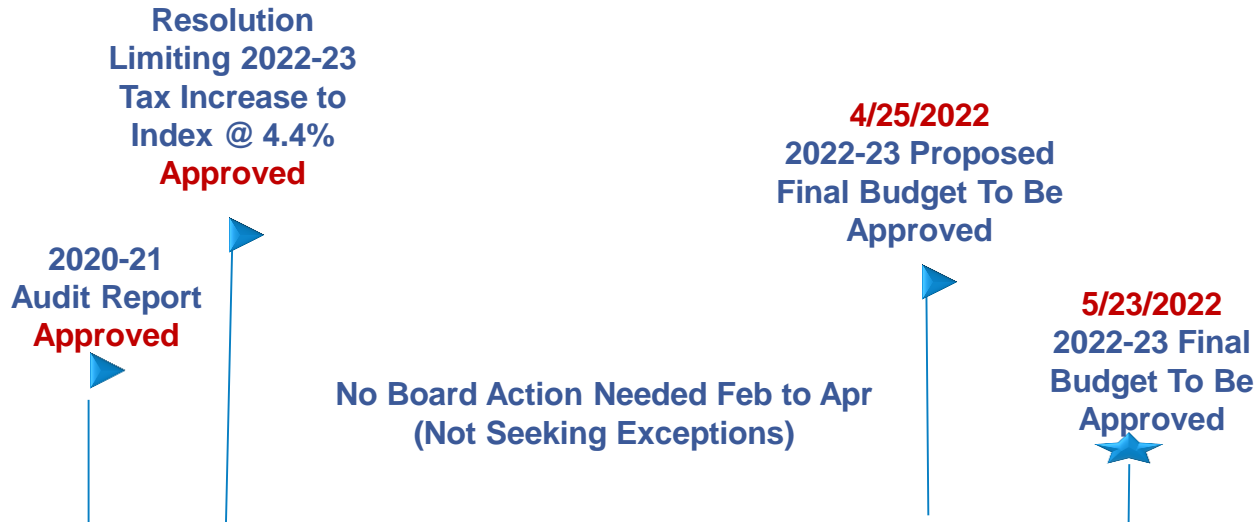 Resolution
Limiting 2022-23
Tax Increase to
Index @ 4.4%
Approved
2020-21
Audit Report
Approved
No Board Action Needed Feb to Apr
(Not Seeking Exceptions)
4/25/2022
2022-23 Proposed
Final Budget To Be
Approved
5/23/2022
2022-23 Final
Budget To Be
Approved